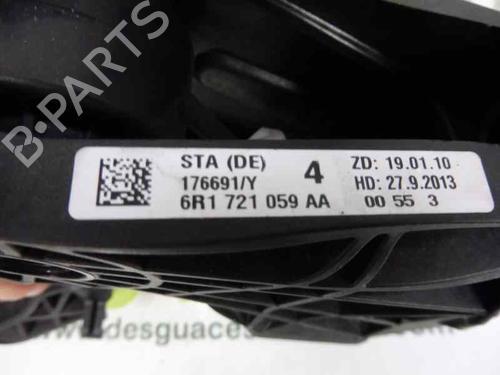 B-PARTS
STA (DE) 4 ZD: 19.01.10
176691/Y HD: 27.9.2013
6R1 721 059 AA 00 55 3
www.desguaces